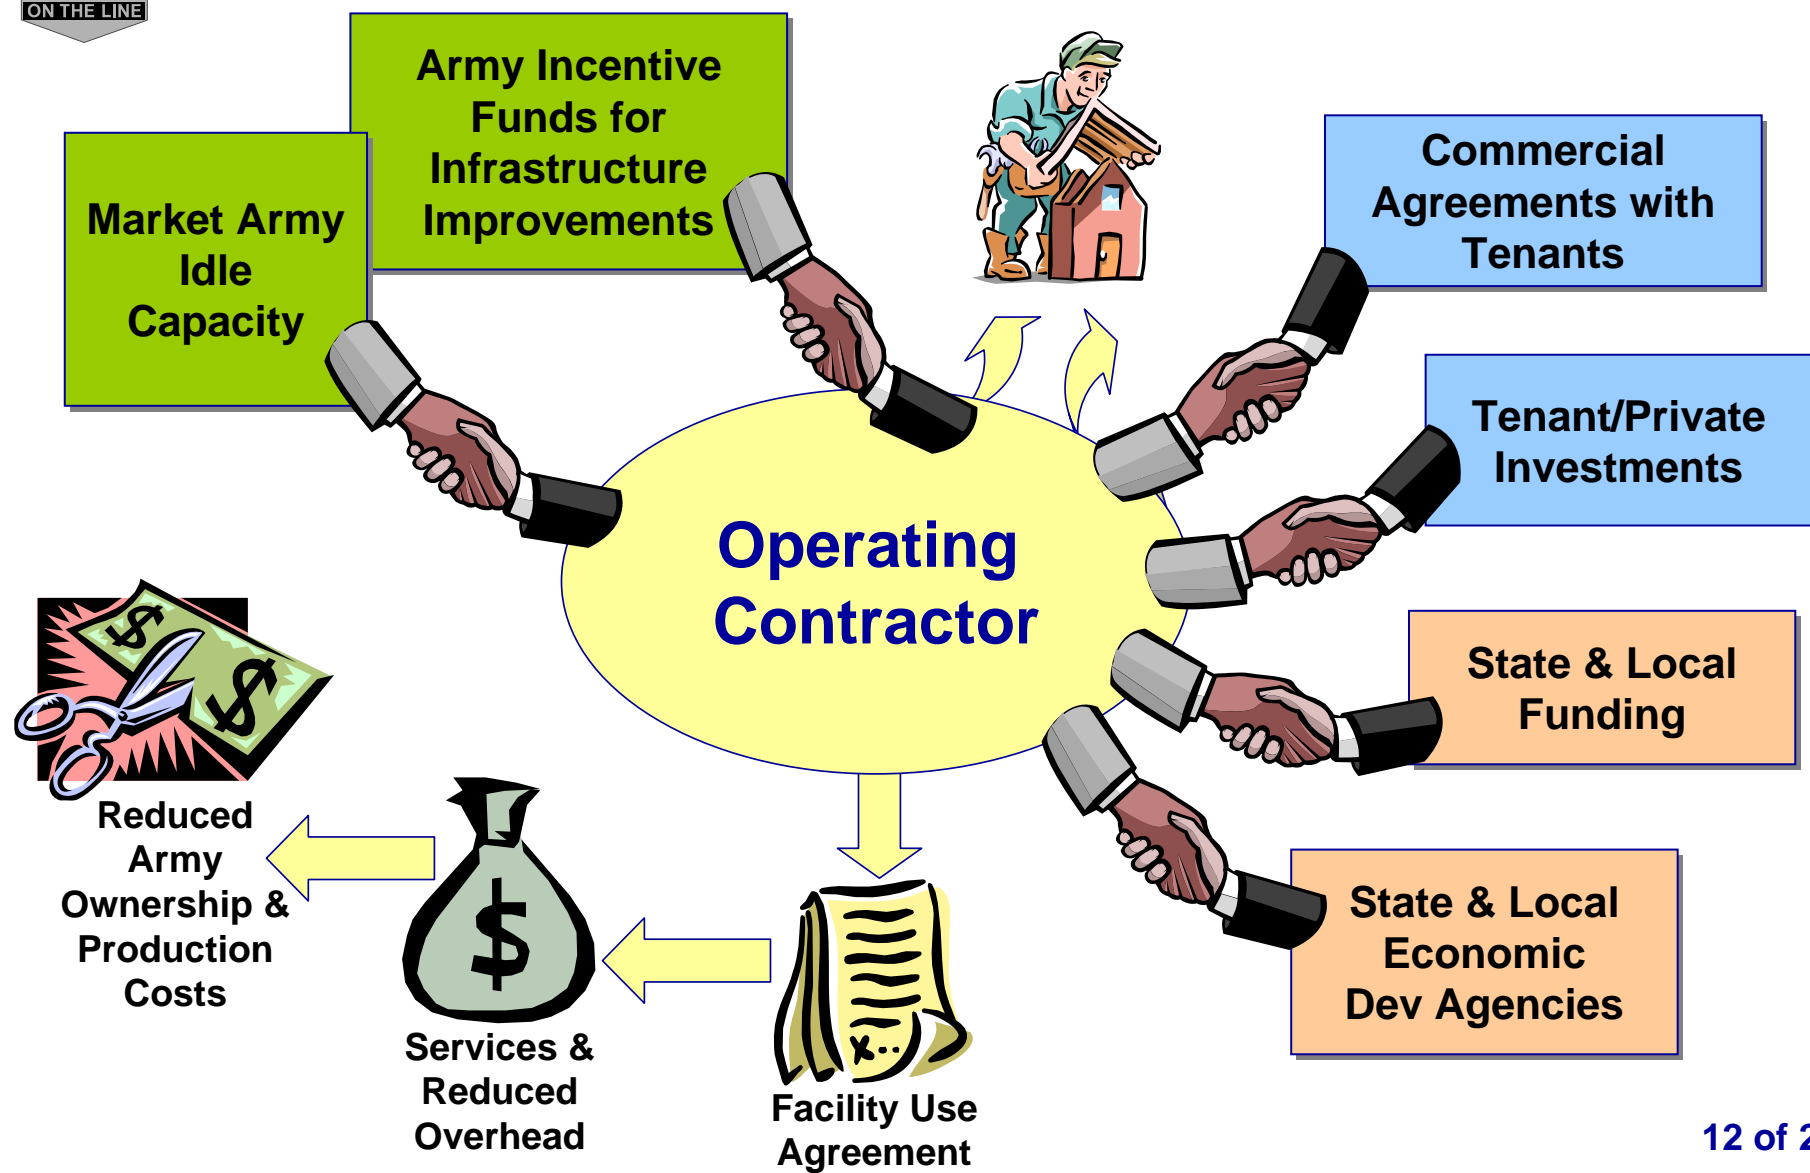 ON THE LINE
Army Incentive
Funds for
Infrastructure
Improvements
Market Army
Idle
Capacity
Commercial
Agreements with
Tenants
Tenant/Private
Investments
Operating
Contractor
State & Local
Funding
State & Local
Economic
Dev Agencies
Reduced
Army
Ownership &
Production
Costs
$
$
$
Services &
Reduced
Overhead
x..
Facility Use
Agreement
12 of 2